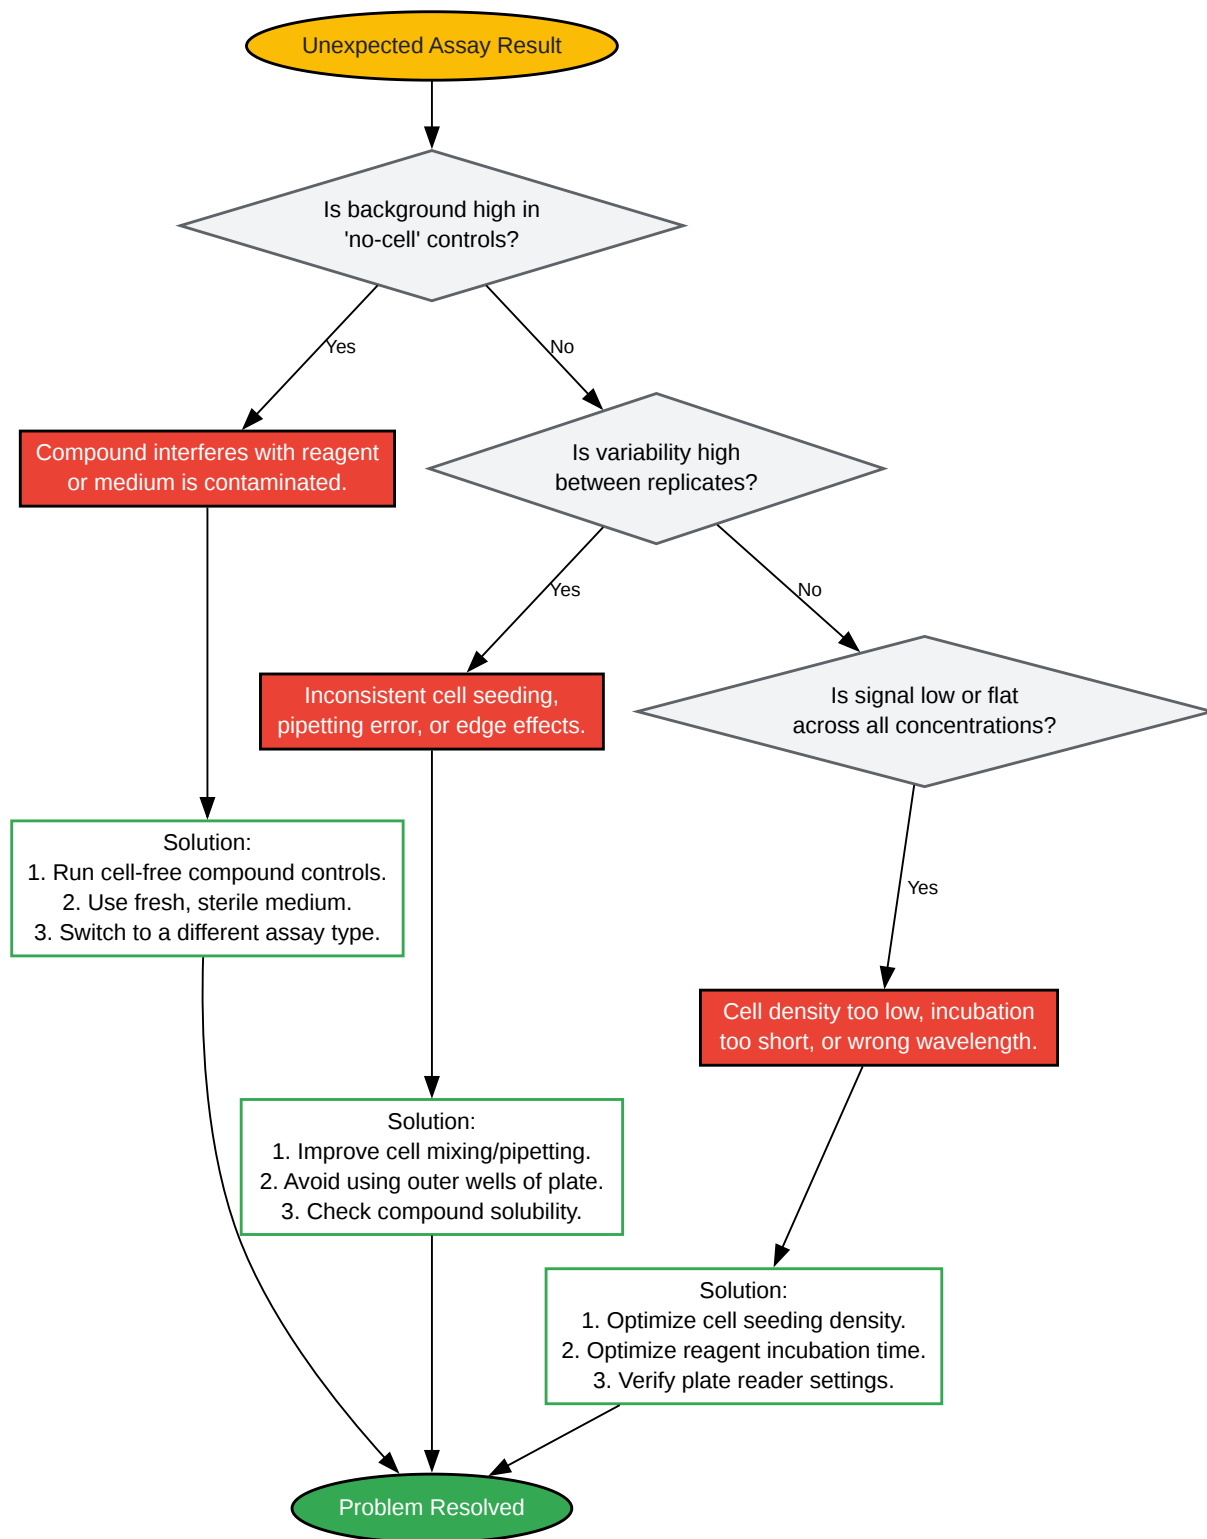 Unexpected Assay Result
Is background high in
'no-cell' controls?
Yes
No
Compound interferes with reagent
or medium is contaminated.
Is variability high
between replicates?
Yes
No
Inconsistent cell seeding,
pipetting error, or edge effects.
Is signal low or flat
across all concentrations?
Solution:
1. Run cell-free compound controls.
2. Use fresh, sterile medium.
3. Switch to a different assay type.
Yes
Cell density too low, incubation
too short, or wrong wavelength.
Solution:
1. Improve cell mixing/pipetting.
2. Avoid using outer wells of plate.
3. Check compound solubility.
Solution:
1. Optimize cell seeding density.
2. Optimize reagent incubation time.
3. Verify plate reader settings.
Problem Resolved